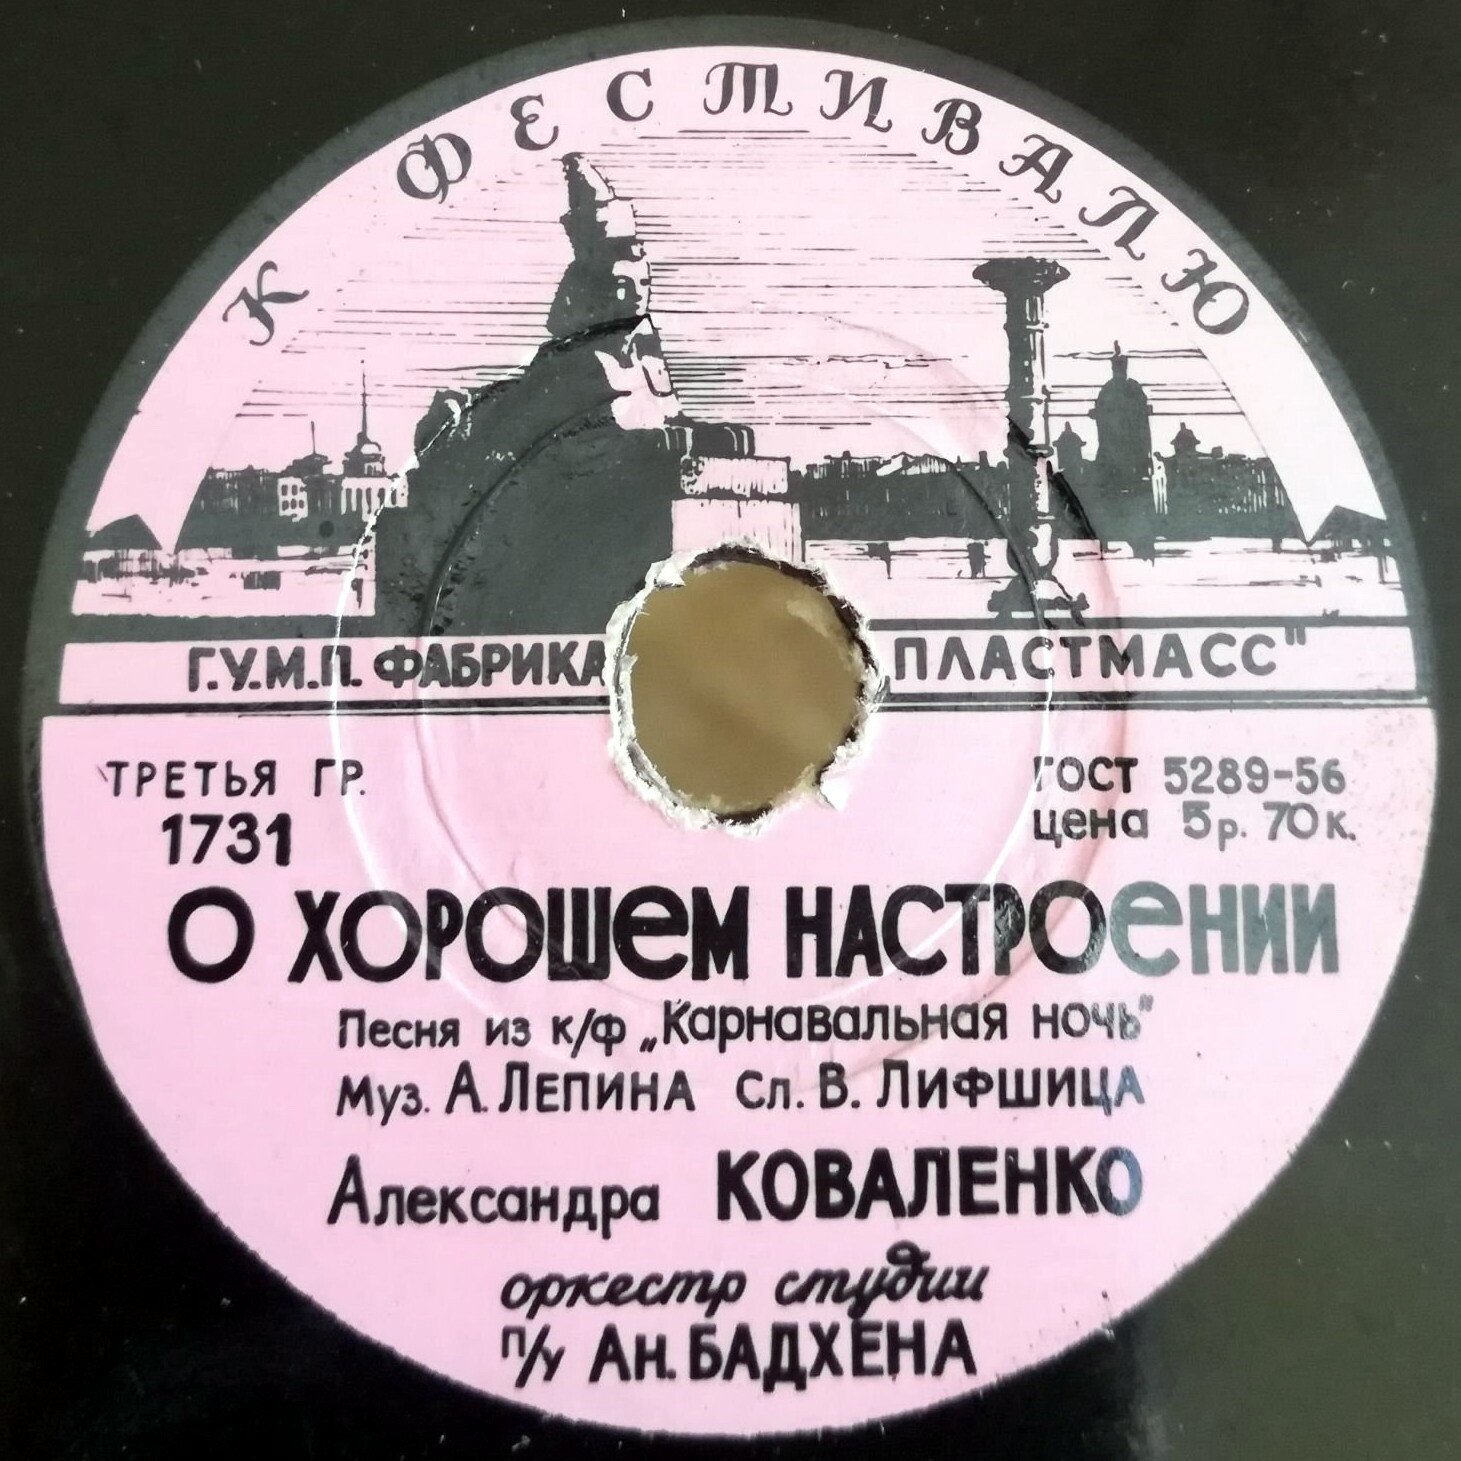 К ФЕСТИВАЛЮ
Г.У.М.П. ФАБРИКА ПЛАСТМАСС"
ТРЕТЬЯ ГР.
1731
ГОСТ 5289-56
цена 5р. 70к.
О ХОРОШЕМ НАСТРОЕНИИ
Песня из к/ф „Карнавальная ночь"
Муз. А. ЛЕПИНА Сл. В. ЛИФШИЦА
Александра КОВАЛЕНКО
оркестр студии
п/у АН. БАДХЕНА